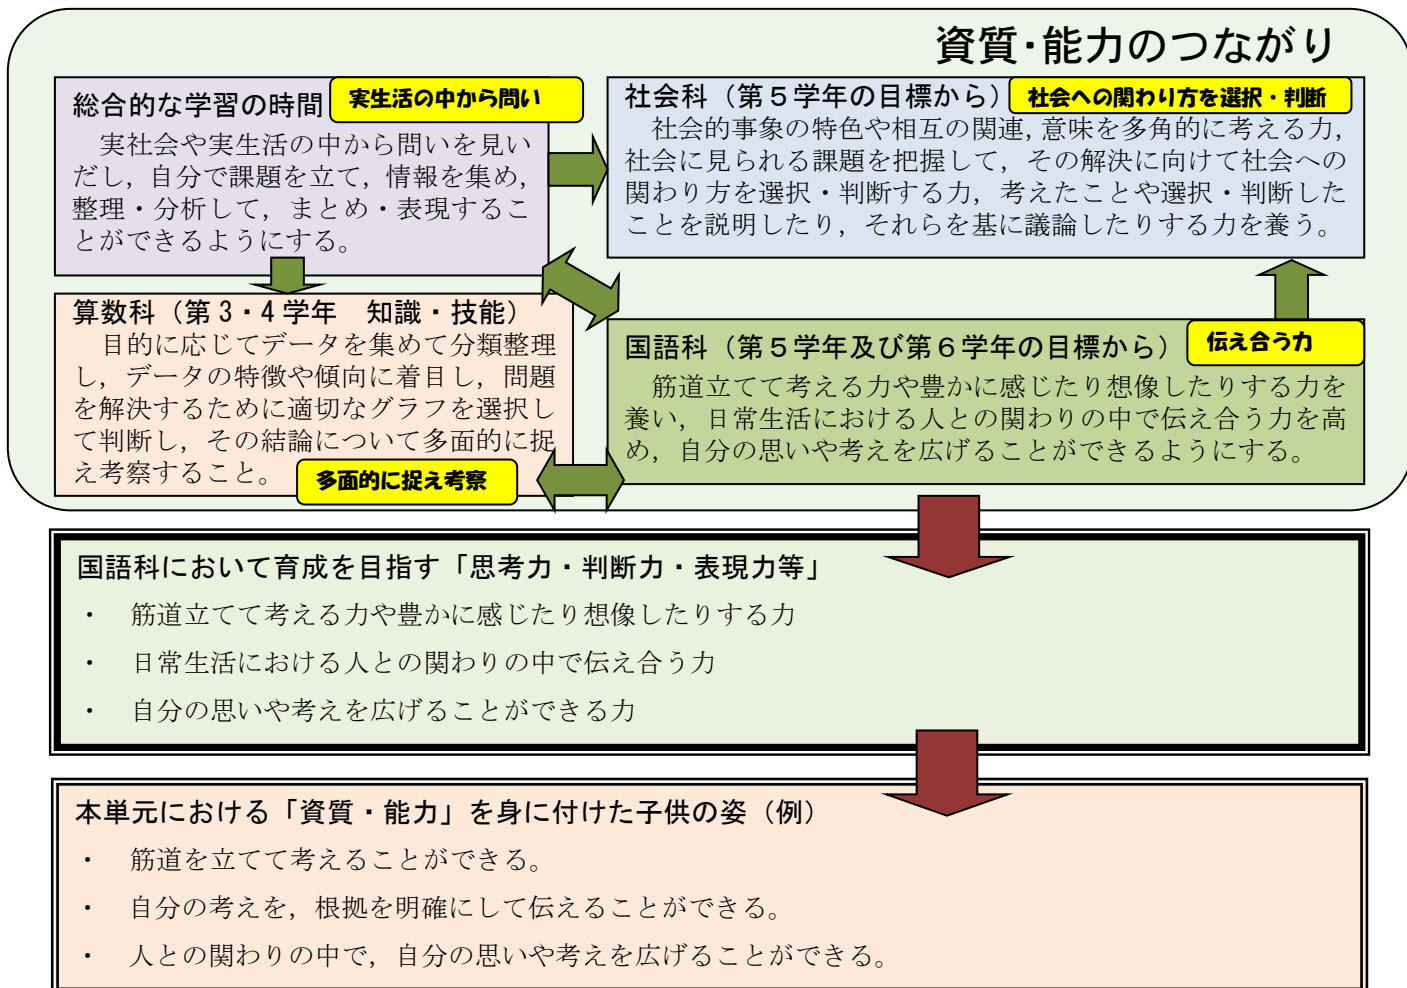 資質・能力のつながり
総合的な学習の時間
実生活の中から問い
実社会や実生活の中から問いを見い
だし，自分で課題を立て，情報を集め，
整理・分析して，まとめ・表現するこ
とができるようにする。
社会科（第５学年の目標から）
社会への関わり方を選択・判断
社会的事象の特色や相互の関連，意味を多角的に考える力，
社会に見られる課題を把握して，その解決に向けて社会への
関わり方を選択・判断する力，考えたことや選択・判断した
ことを説明したり，それらを基に議論したりする力を養う。
算数科（第３・４学年　知識・技能）
目的に応じてデータを集めて分類整理
し，データの特徴や傾向に着目し，問題
を解決するために適切なグラフを選択し
て判断し，その結論について多面的に捉
え考察すること。
多面的に捉え考察
国語科（第５学年及び第６学年の目標から）
伝え合う力
筋道立てて考える力や豊かに感じたり想像したりする力を
養い，日常生活における人との関わりの中で伝え合う力を高
め，自分の思いや考えを広げることができるようにする。
国語科において育成を目指す「思考力・判断力・表現力等」
・　筋道立てて考える力や豊かに感じたり想像したりする力
・　日常生活における人との関わりの中で伝え合う力
・　自分の思いや考えを広げることができる力
本単元における「資質・能力」を身に付けた子供の姿（例）
・　筋道を立てて考えることができる。
・　自分の考えを，根拠を明確にして伝えることができる。
・　人との関わりの中で，自分の思いや考えを広げることができる。